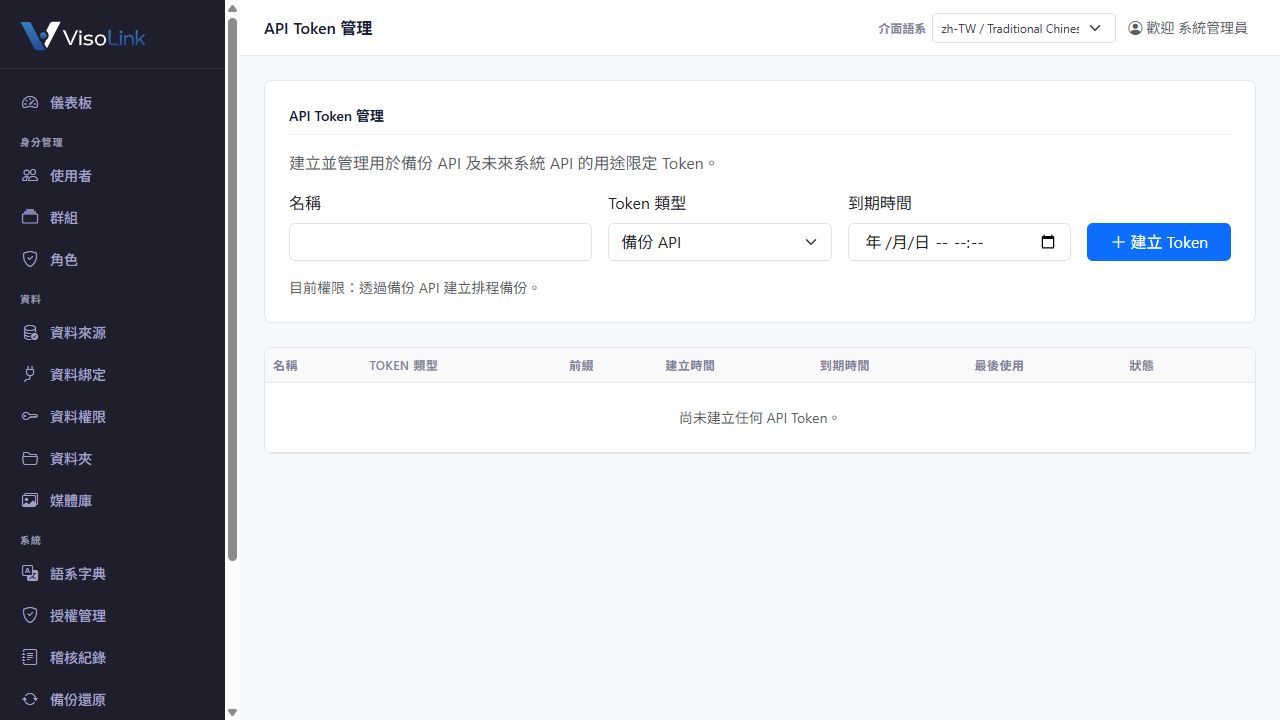 VisoLink
API Token 管理
介面語系
zh-TW / Traditional Chines
歡迎 系統管理員
儀表板
身分管理
使用者
群組
角色
資料
資料來源
資料綁定
資料權限
資料夾
媒體庫
系統
語系字典
授權管理
稽核紀錄
備份還原
API Token 管理
建立並管理用於備份 API 及未來系統 API 的用途限定 Token。
名稱 Token 類型 到期時間
備份 API 年 /月/日 -- --:-- 建立 Token
目前權限：透過備份 API 建立排程備份。
名稱 TOKEN 類型 前綴 建立時間 到期時間 最後使用 狀態
尚未建立任何 API Token。